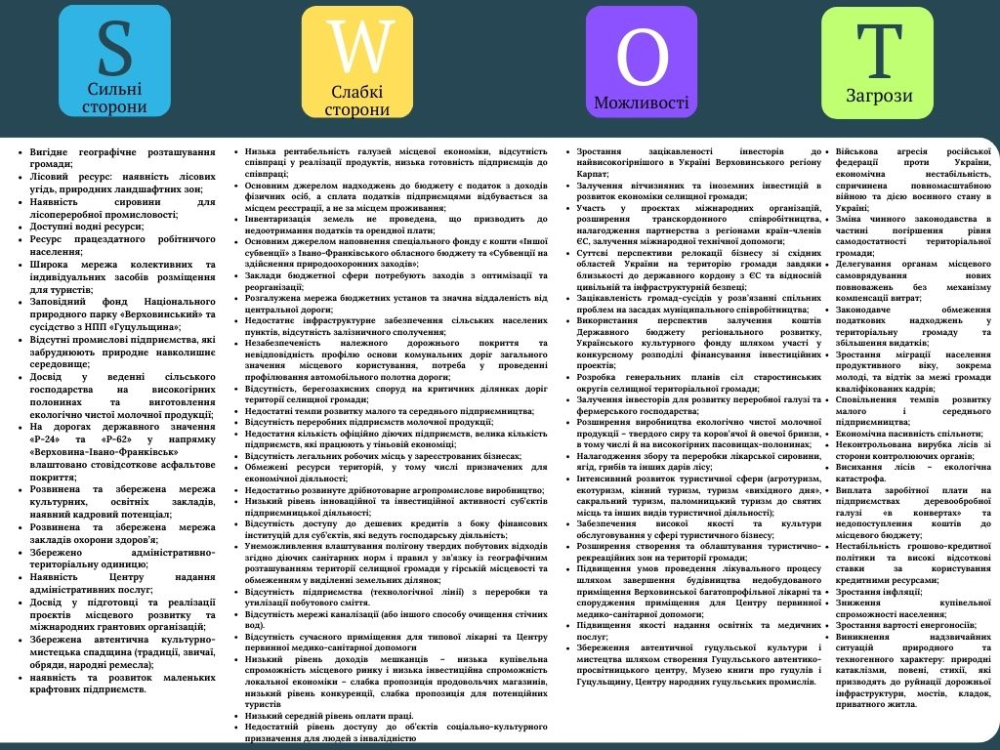 S
Сильні
сторони
W
Слабкі
сторони
O
Можливості
T
Загрози
• Вигідне географічне розташування
громади;
• Лісовий ресурс: наявність лісових
угідь, природних ландшафтних зон;
• Наявність сировини для
лісопереробної промисловості;
• Доступні водні ресурси;
• Ресурс працездатного робітничого
населення;
• Широка мережа колективних та
індивідуальних засобів розміщення
для туристів;
• Заповідний фонд Національного
природного парку «Верховинський» та
сусідство з НПП «Гуцульщина»;
• Відсутні промислові підприємства, які
забруднюють природне навколишнє
середовище;
• Досвід у веденні сільського
господарства на високогірних
полонинах та виготовлення
екологічно чистої молочної продукції;
• На дорогах державного значення
«Р-24» та «Р-62» у напрямку
«Верховина-Івано-Франківськ»
влаштовано стовідсоткове асфальтове
покриття;
• Розвинена та збережена мережа
культурних, освітніх закладів,
наявний кадровий потенціал;
• Розвинена та збережена мережа
закладів охорони здоров'я;
• Збережено адміністративно-
територіальну одиницю;
• Наявність Центру надання
адміністративних послуг;
• Досвід у підготовці та реалізації
проєктів місцевого розвитку та
міжнародних грантових організацій;
• Збережена автентична культурно-
мистецька спадщина (традиції, звичаї,
обряди, народні ремесла);
• наявність та розвиток маленьких
крафтових підприємств.
• Низька рентабельність галузей місцевої економіки, відсутність
співпраці у реалізації продуктів, низька готовність підприємців до
співпраці;
• Основним джерелом надходжень до бюджету є податок з доходів
фізичних осіб, а сплата податків підприємцями відбувається за
місцем реєстрації, а не за місцем проживання;
• Інвентаризація земель не проведена, що призводить до
недоотримання податків та орендної плати;
• Основним джерелом наповнення спеціального фонду є кошти «Іншої
субвенції» з Івано-Франківського обласного бюджету та «Субвенції на
здійснення природоохоронних заходів»;
• Заклади бюджетної сфери потребують заходів з оптимізації та
реорганізації;
• Розгалужена мережа бюджетних установ та значна віддаленість від
центральної дороги;
• Недостатнє інфраструктурне забезпечення сільських населених
пунктів, відсутність залізничного сполучення;
• Незабезпеченість належного дорожнього покриття та
невідповідність профілю основи комунальних доріг загального
значення місцевого користування, потреба у проведенні
профілювання автомобільного полотна дороги;
• Відсутність, берегозахисних споруд на критичних ділянках доріг
території селищної громади;
• Недостатні темпи розвитку малого та середнього підприємництва;
• Відсутність переробних підприємств молочної продукції;
• Недостатня кількість офіційно діючих підприємств, велика кількість
підприємств, які працюють у тіньовій економіці;
• Відсутність легальних робочих місць у зареєстрованих бізнесах;
• Обмежені ресурси територій, у тому числі призначених для
економічної діяльності;
• Недостатньо розвинуте дрібнотоварне агропромислове виробництво;
• Низький рівень інноваційної та інвестиційної активності суб'єктів
підприємницької діяльності;
• Відсутність доступу до дешевих кредитів з боку фінансових
інституцій для суб'єктів, які ведуть господарську діяльність;
• Унеможливлення влаштування полігону твердих побутових відходів
згідно діючих санітарних норм і правил у зв'язку із географічним
розташуванням території селищної громади у гірській місцевості та
обмеженням у виділенні земельних ділянок;
• Відсутність підприємства (технологічної лінії) з переробки та
утилізації побутового сміття.
• Відсутність мережі каналізації (або іншого способу очищення стічних
вод).
• Відсутність сучасного приміщення для типової лікарні та Центру
первинної медико-санітарної допомоги
• Низький рівень доходів мешканців – низька купівельна
спроможність місцевого ринку і низька інвестиційна спроможність
локальної економіки – слабка пропозиція продовольчих магазинів,
низький рівень конкуренції, слабка пропозиція для потенційних
туристів
• Низький середній рівень оплати праці.
• Недостатній рівень доступу до об'єктів соціально-культурного
призначення для людей з інвалідністю
• Зростання зацікавленості інвесторів до
найвисокогірнішого в Україні Верховинського регіону
Карпат;
• Залучення вітчизняних та іноземних інвестицій в
розвиток економіки селищної громади;
• Участь у проєктах міжнародних організацій,
розширення транскордонного співробітництва,
налагодження партнерства з регіонами країн-членів
ЄС, залучення міжнародної технічної допомоги;
• Суттєві перспективи релокації бізнесу зі східних
областей України на територію громади завдяки
близькості до державного кордону з ЄС та відносній
цивільній та інфраструктурній безпеці;
• Зацікавленість громад-сусідів у розв'язанні спільних
проблем на засадах муніципального співробітництва;
• Використання перспектив залучення коштів
Державного бюджету регіонального розвитку,
Українського культурного фонду шляхом участі у
конкурсному розподілі фінансування інвестиційних
проектів;
• Розробка генеральних планів сіл старостинських
округів селищної територіальної громади;
• Залучення інвесторів для розвитку переробної галузі та
фермерського господарства;
• Розширення виробництва екологічно чистої молочної
продукції – твердого сиру та коров'ячої й овечої бринзи,
в тому числі й на високогірних пасовищах-полонинах;
• Налагодження збору та переробки лікарської сировини,
ягід, грибів та інших дарів лісу;
• Інтенсивний розвиток туристичної сфери (агротуризм,
екотуризм, кінний туризм, туризм «вихідного дня»,
сакральний туризм, паломницький туризм до святих
місць та інших видів туристичної діяльності);
• Забезпечення високої якості та культури
обслуговування у сфері туристичного бізнесу;
• Розширення створення та облаштування туристично-
рекреаційних зон на території громади;
• Підвищення умов проведення лікувального процесу
шляхом завершення будівництва недобудованого
приміщення Верховинської багатопрофільної лікарні та
спорудження приміщення для Центру первинної
медико-санітарної допомоги;
• Підвищення якості надання освітніх та медичних
послуг;
• Збереження автентичної гуцульської культури і
мистецтва шляхом створення Гуцульського автентико-
просвітницького центру, Музею книги про гуцулів і
Гуцульщину, Центру народних гуцульських промислів.
• Військова агресія російської
федерації проти України,
економічна нестабільність,
спричинена повномасштабною
війною та дією воєнного стану в
Україні;
• Зміна чинного законодавства в
частині погіршення рівня
самодостатності територіальної
громади;
• Делегування органам місцевого
самоврядування нових
повноважень без механізму
компенсації витрат;
• Законодавче обмеження
податкових надходжень у
територіальну громаду та
збільшення видатків;
• Зростання міграції населення
продуктивного віку, зокрема
молоді, та відтік за межі громади
кваліфікованих кадрів;
• Сповільнення темпів розвитку
малого і середнього
підприємництва;
• Економічна пасивність спільноти;
• Неконтрольована вирубка лісів зі
сторони контролюючих органів;
• Висихання лісів – екологічна
катастрофа.
• Виплата заробітної плати на
підприємствах деревообробної
галузі «в конвертах» та
недопоступлення коштів до
місцевого бюджету;
• Нестабільність грошово-кредитної
політики та високі відсоткові
ставки за користування
кредитними ресурсами;
• Зростання інфляції;
• Зниження купівельної
спроможності населення;
• Зростання вартості енергоносіїв;
• Виникнення надзвичайних
ситуацій природного та
техногенного характеру: природні
катаклізми, повені, стихії, які
призводять до руйнації дорожньої
інфраструктури, мостів, кладок,
приватного житла.